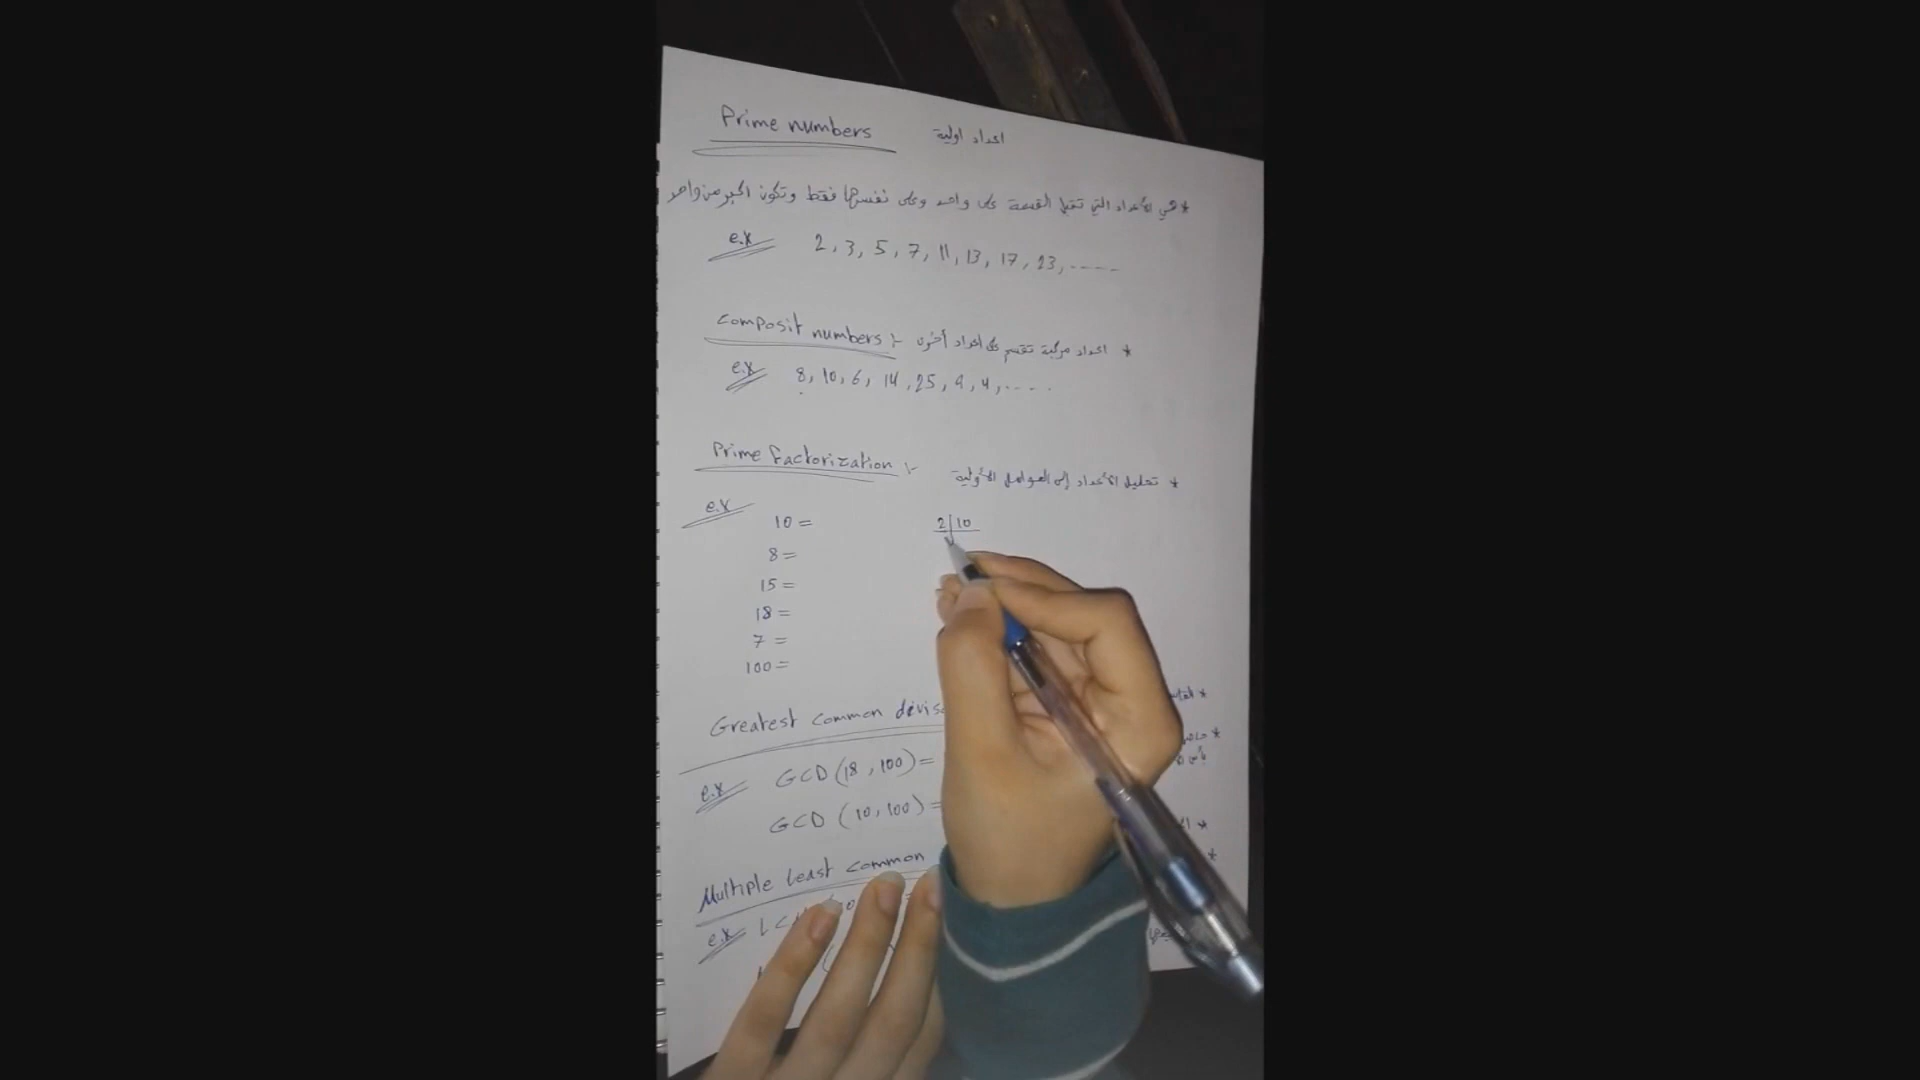 Prime numbers اعداد اولية
* هي الأعداد التي تقبل القسمة على واحد وعلى نفسها فقط وتكون اكبر من واحد
e.x 2, 3, 5, 7, 11, 13, 17, 23, -----
Composit numbers :- * اعداد مركبة تقسم على اعداد أخرى
e.x 8, 10, 6, 14, 25, 9, 4, ....
Prime factorization :- * تحليل الأعداد إلى العوامل الأولية
e.x
10 = 2 | 10
8 =
15 =
18 =
7 =
100 =
Greatest common
e.x GCD (18, 100) =
GCD (10, 100) =
Multiple least common
e.x